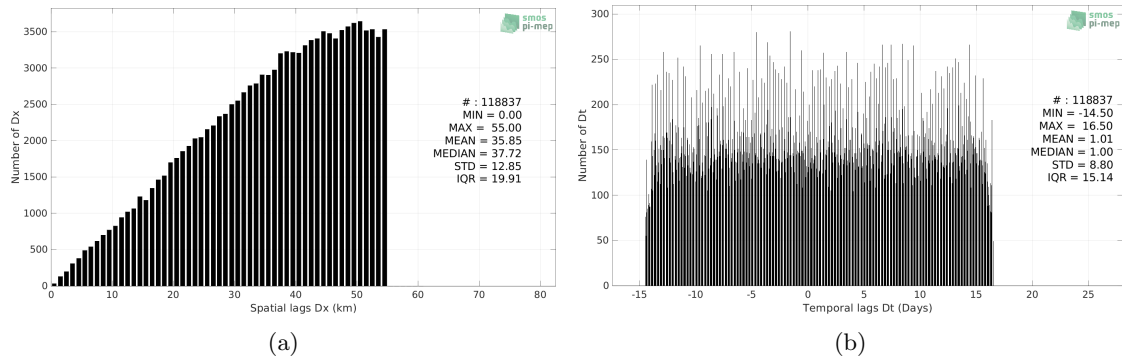 smos
pi-mep
3500
3000
2500
2000
1500
1000
500
0
Number of Dx
# : 118837
MIN = 0.00
MAX = 55.00
MEAN = 35.85
MEDIAN = 37.72
STD = 12.85
IQR = 19.91
0 10 20 30 40 50 60 70 80
Spatial lags Dx (km)
(a)
smos
pi-mep
300
250
200
150
100
50
0
Number of Dt
# : 118837
MIN = -14.50
MAX = 16.50
MEAN = 1.01
MEDIAN = 1.00
STD = 8.80
IQR = 15.14
-15 -10 -5 0 5 10 15 20 25
Temporal lags Dt (Days)
(b)